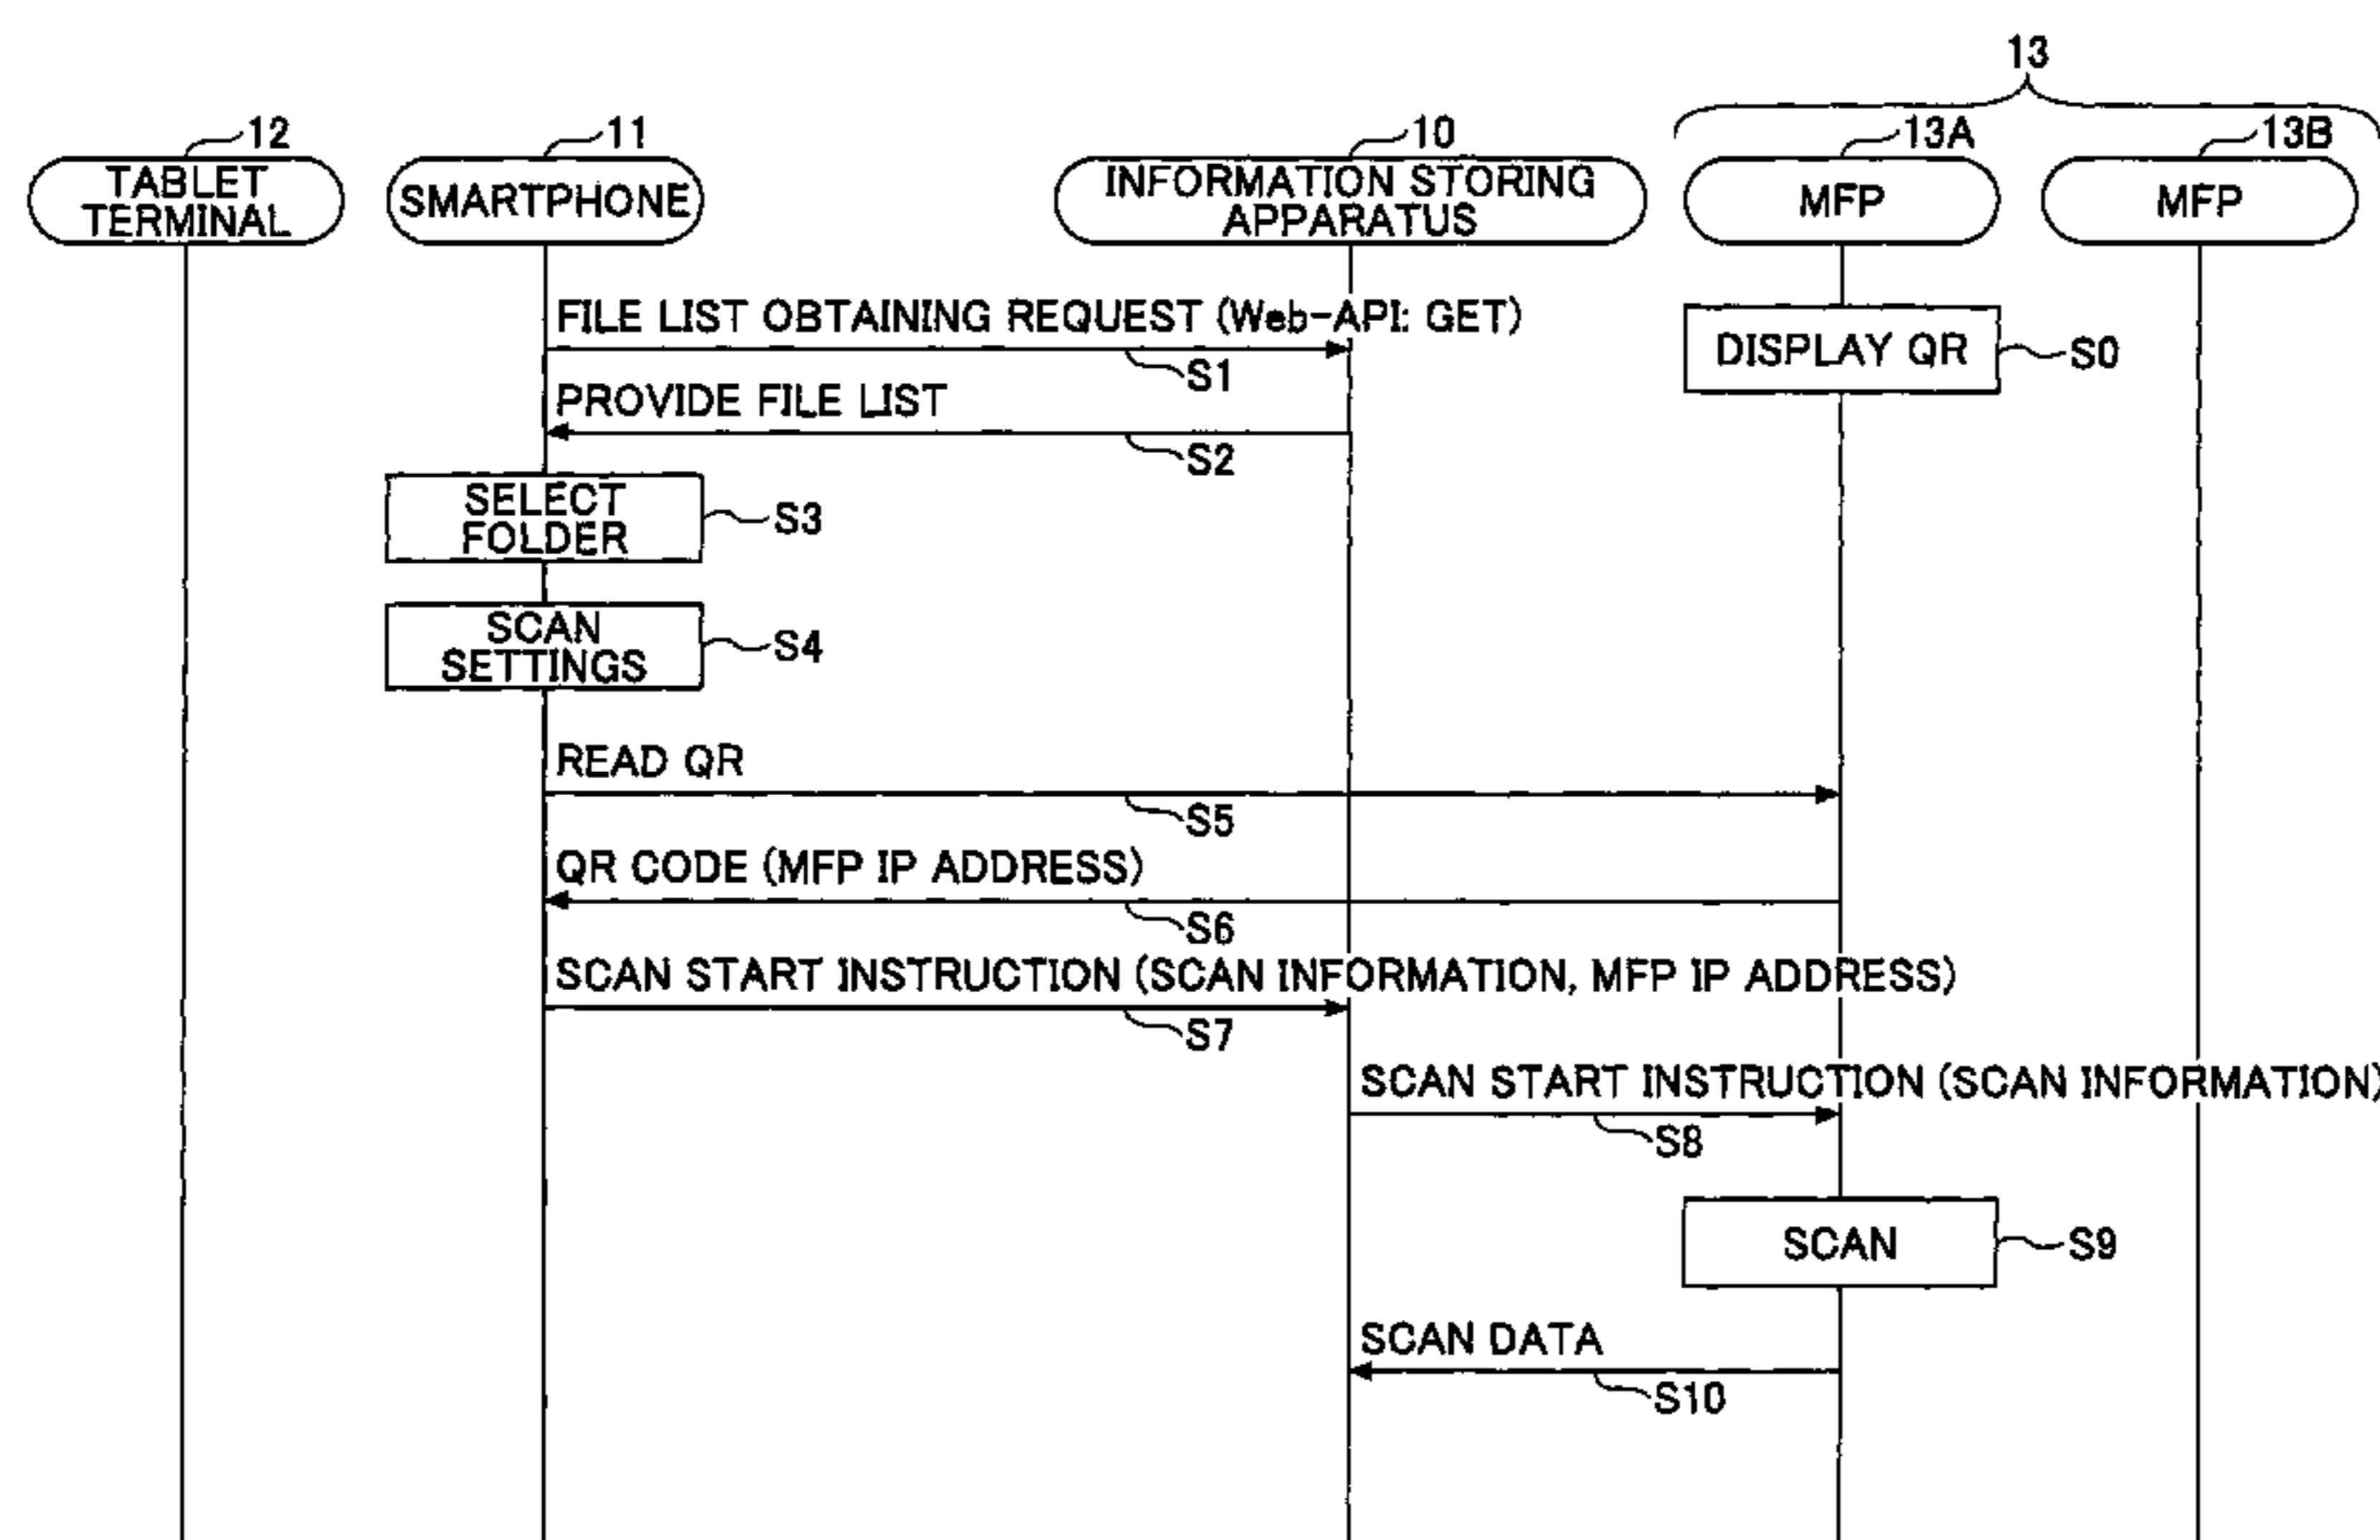 13
12
11
10
13A
13B
TABLET
TERMINAL
SMARTPHONE
INFORMATION STORING
APPARATUS
MFP
MFP
FILE LIST OBTAINING REQUEST (Web-API: GET)
S1
DISPLAY QR
S0
PROVIDE FILE LIST
S2
SELECT
FOLDER
S3
SCAN
SETTINGS
S4
READ QR
S5
QR CODE (MFP IP ADDRESS)
S6
SCAN START INSTRUCTION (SCAN INFORMATION, MFP IP ADDRESS)
S7
SCAN START INSTRUCTION (SCAN INFORMATION)
S8
SCAN
S9
SCAN DATA
S10